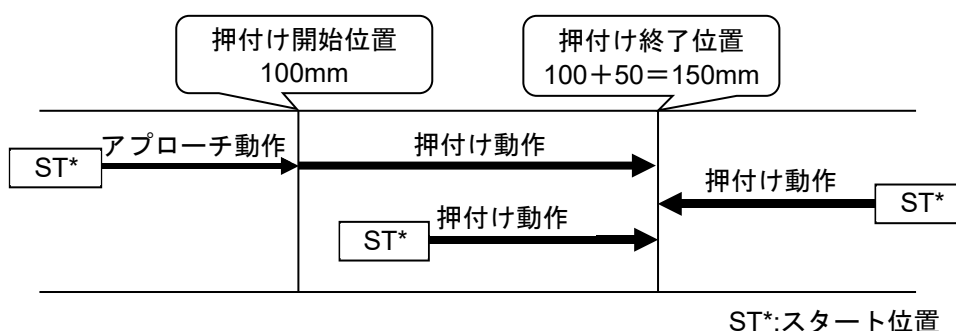 押付け開始位置
100mm
押付け終了位置
100+50=150mm
アプローチ動作
押付け動作
ST*
押付け動作
ST*
押付け動作
ST*
ST*:スタート位置